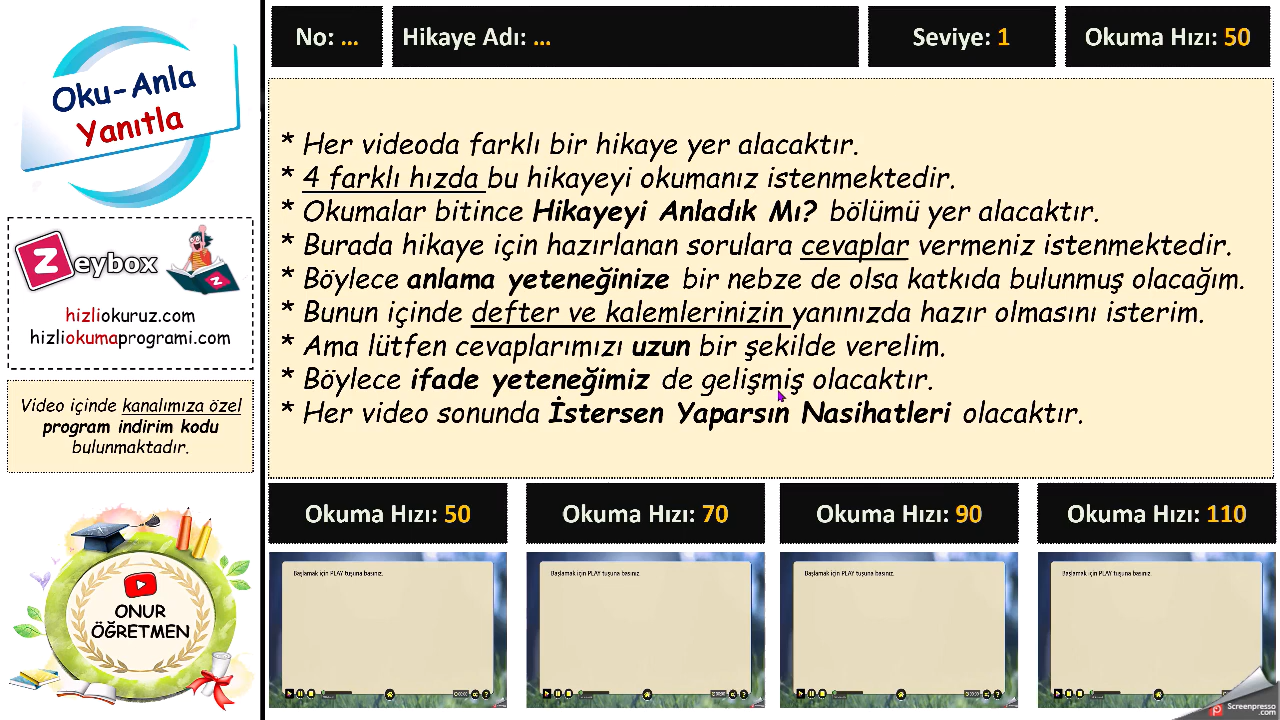 No: ...
Hikaye Adı: ...
Seviye: 1
Okuma Hızı: 50
Oku-Anla
Yanıtla
Zeybox
hizliokuruz.com
hizliokumaprogrami.com
Video içinde kanalımıza özel
program indirim kodu
bulunmaktadır.
ONUR
ÖĞRETMEN
* Her videoda farklı bir hikaye yer alacaktır.
* 4 farklı hızda bu hikayeyi okumanız istenmektedir.
* Okumalar bitince Hikayeyi Anladık Mı? bölümü yer alacaktır.
* Burada hikaye için hazırlanan sorulara cevaplar vermeniz istenmektedir.
* Böylece anlama yeteneğinize bir nebze de olsa katkıda bulunmuş olacağım.
* Bunun içinde defter ve kalemlerinizin yanınızda hazır olmasını isterim.
* Ama lütfen cevaplarımızı uzun bir şekilde verelim.
* Böylece ifade yeteneğimiz de gelişmiş olacaktır.
* Her video sonunda İstersen Yaparsın Nasihatleri olacaktır.
Okuma Hızı: 50
Okuma Hızı: 70
Okuma Hızı: 90
Okuma Hızı: 110
Başlamak için PLAY tuşuna basınız.
Başlamak için PLAY tuşuna basınız.
Başlamak için PLAY tuşuna basınız.
Başlamak için PLAY tuşuna basınız.
Screenpresso
.com